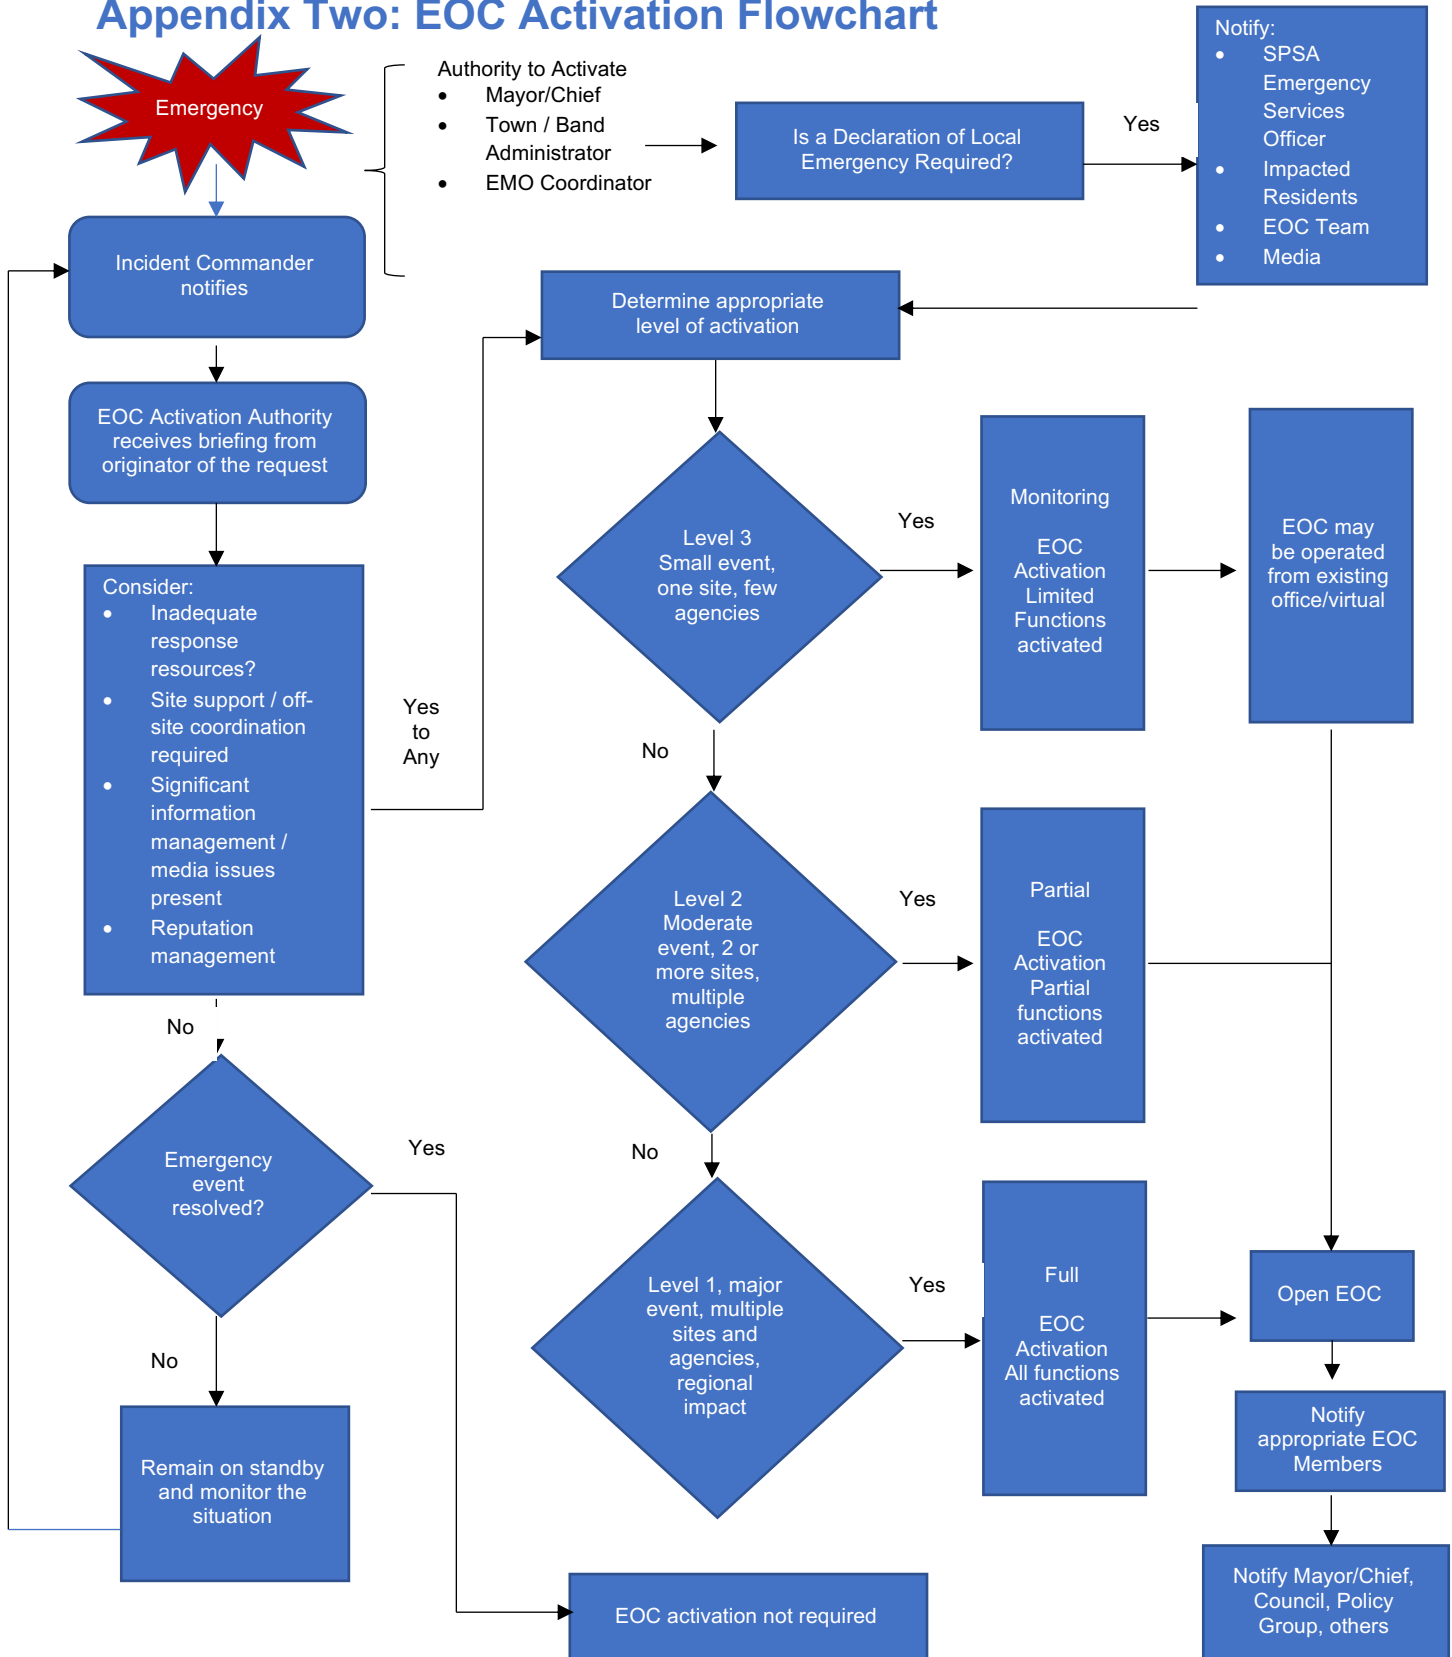 Appendix Two: EOC Activation Flowchart
Emergency
Authority to Activate
• Mayor/Chief
• Town / Band
Administrator
• EMO Coordinator
Is a Declaration of Local
Emergency Required?
Yes
Notify:
• SPSA
Emergency
Services
Officer
• Impacted
Residents
• EOC Team
• Media
Incident Commander
notifies
Determine appropriate
level of activation
EOC Activation Authority
receives briefing from
originator of the request
Consider:
• Inadequate
response
resources?
• Site support / off-
site coordination
required
• Significant
information
management /
media issues
present
• Reputation
management
Yes
to
Any
Level 3
Small event,
one site, few
agencies
Yes
Monitoring
EOC
Activation
Limited
Functions
activated
EOC may
be operated
from existing
office/virtual
No
Level 2
Moderate
event, 2 or
more sites,
multiple
agencies
Yes
Partial
EOC
Activation
Partial
functions
activated
No
No
Emergency
event
resolved?
Yes
Level 1, major
event, multiple
sites and
agencies,
regional
impact
Yes
Full
EOC
Activation
All functions
activated
Open EOC
No
Remain on standby
and monitor the
situation
Notify
appropriate EOC
Members
EOC activation not required
Notify Mayor/Chief,
Council, Policy
Group, others